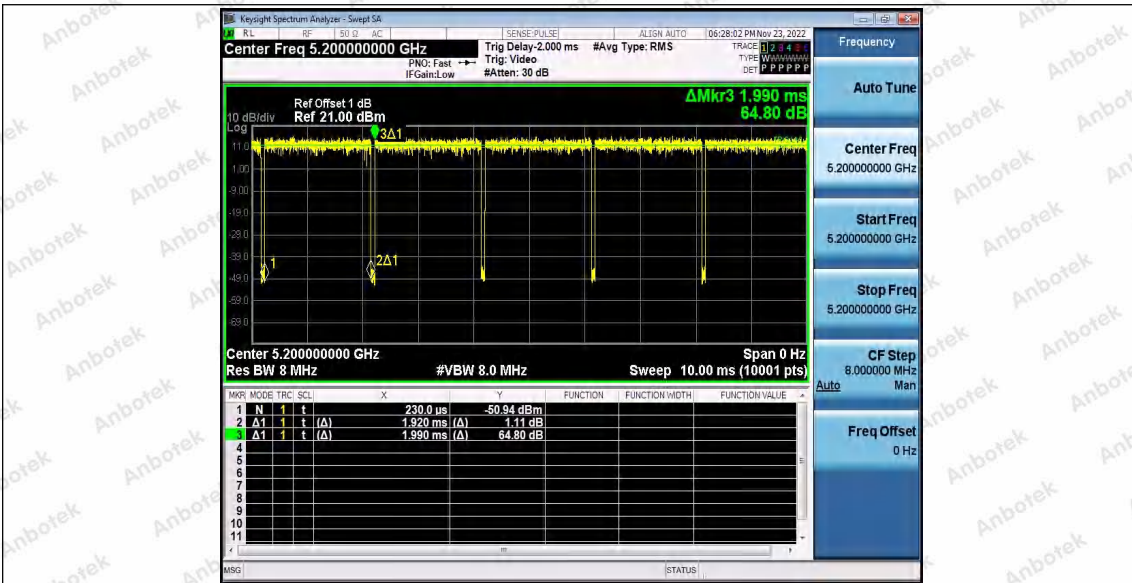 Keysight Spectrum Analyzer - Swept SA
RL RF 50 Ω AC SENSE:PULSE ALIGN AUTO 06:28:02 PM Nov 23, 2022
Center Freq 5.200000000 GHz
PNO: Fast
IFGain:Low
Trig Delay-2.000 ms
Trig: Video
#Atten: 30 dB
#Avg Type: RMS
TRACE 1 2 3 4 5 6
TYPE WWWWWW
DET P P P P P P
Ref Offset 1 dB
10 dB/div Ref 21.00 dBm
Log
ΔMkr3 1.990 ms
64.80 dB
11.0
1.00
-9.00
-19.0
-29.0
-39.0
-49.0
-59.0
-69.0
3Δ1
1
2Δ1
Center 5.200000000 GHz Span 0 Hz
Res BW 8 MHz #VBW 8.0 MHz Sweep 10.00 ms (10001 pts)
MKR MODE TRC SCL X Y FUNCTION FUNCTION WIDTH FUNCTION VALUE
1 N 1 t 230.0 µs -50.94 dBm
2 Δ1 1 t (Δ) 1.920 ms (Δ) 1.11 dB
3 Δ1 1 t (Δ) 1.990 ms (Δ) 64.80 dB
4
5
6
7
8
9
10
11
MSG STATUS
Frequency
Auto Tune
Center Freq
5.200000000 GHz
Start Freq
5.200000000 GHz
Stop Freq
5.200000000 GHz
CF Step
8.000000 MHz
Auto Man
Freq Offset
0 Hz
Anbotek